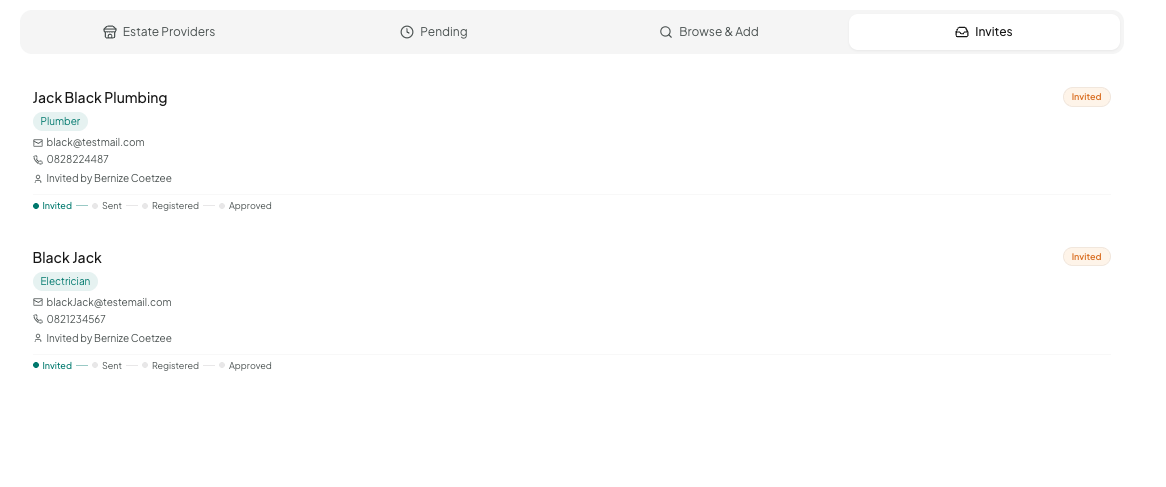 Estate Providers Pending Browse & Add Invites
Jack Black Plumbing Invited
Plumber
black@testmail.com
0828224487
Invited by Bernize Coetzee
Invited Sent Registered Approved
Black Jack Invited
Electrician
blackJack@testemail.com
0821234567
Invited by Bernize Coetzee
Invited Sent Registered Approved